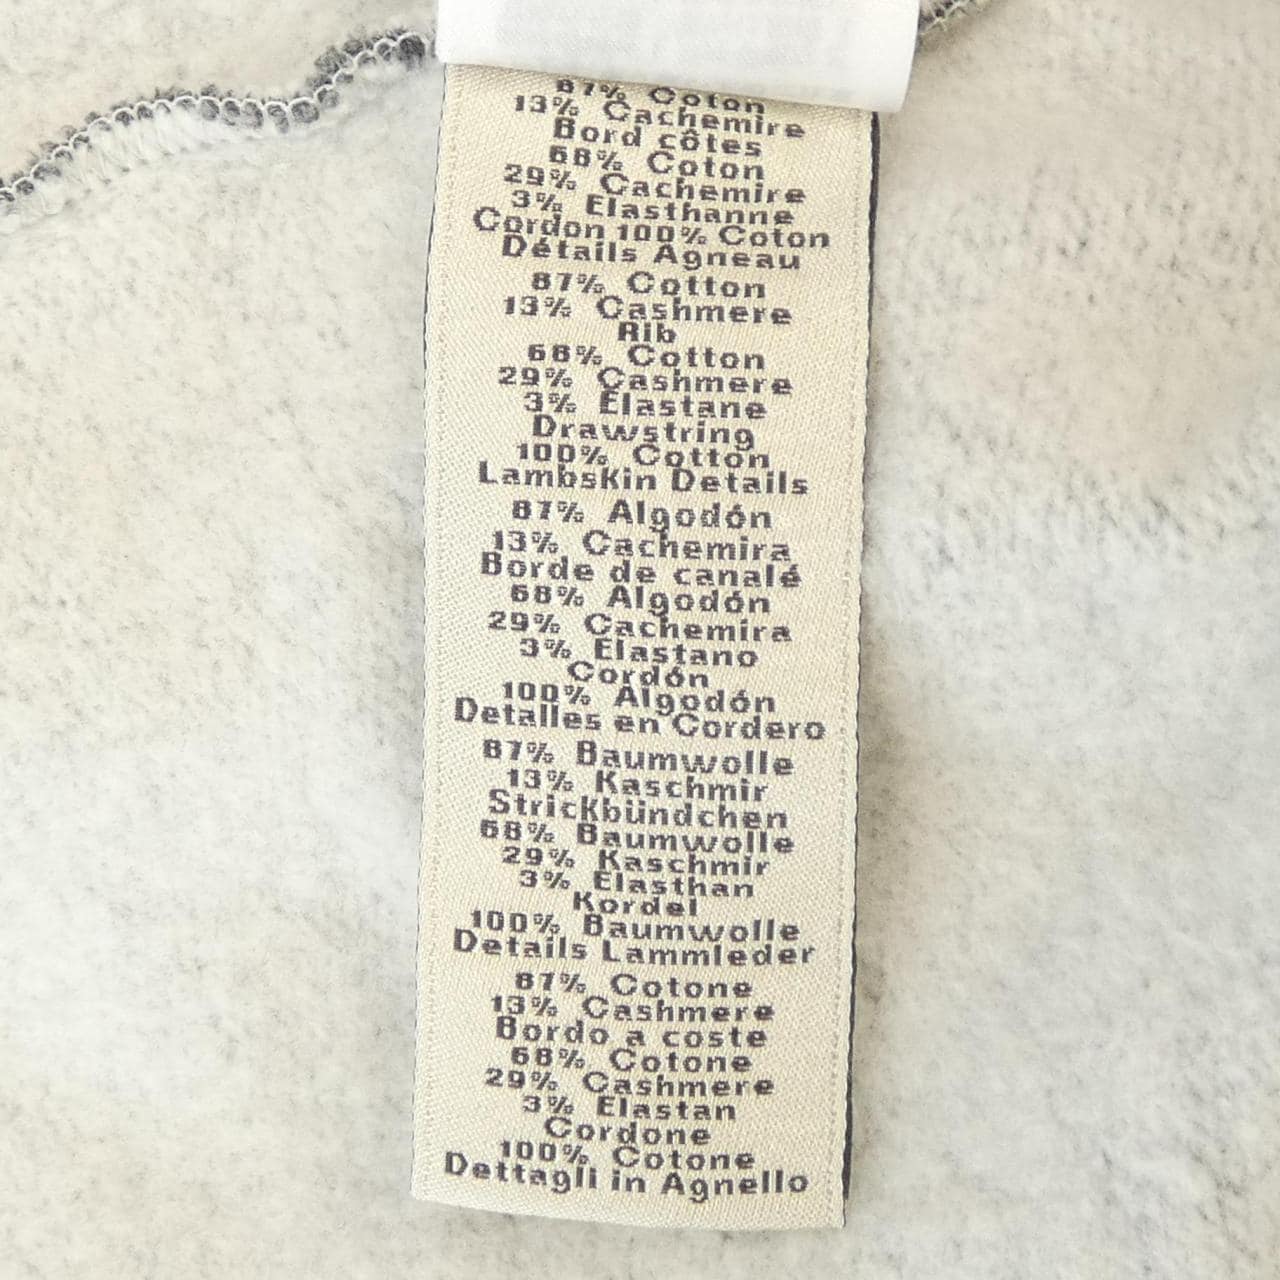 87% Coton
13% Cachemire
Bord côtes
68% Coton
29% Cachemire
3% Elasthanne
Cordon 100% Coton
Détails Agneau
87% Cotton
13% Cashmere
Rib
68% Cotton
29% Cashmere
3% Elastane
Drawstring
100% Cotton
Lambskin Details
87% Algodón
13% Cachemira
Borde de canalé
68% Algodón
29% Cachemira
3% Elastano
Cordón
100% Algodón
Detalles en Cordero
87% Baumwolle
13% Kaschmir
Strickbündchen
68% Baumwolle
29% Kaschmir
3% Elasthan
Kordel
100% Baumwolle
Details Lammleder
87% Cotone
13% Cashmere
Bordo a coste
68% Cotone
29% Cashmere
3% Elastan
Cordone
100% Cotone
Dettagli in Agnello